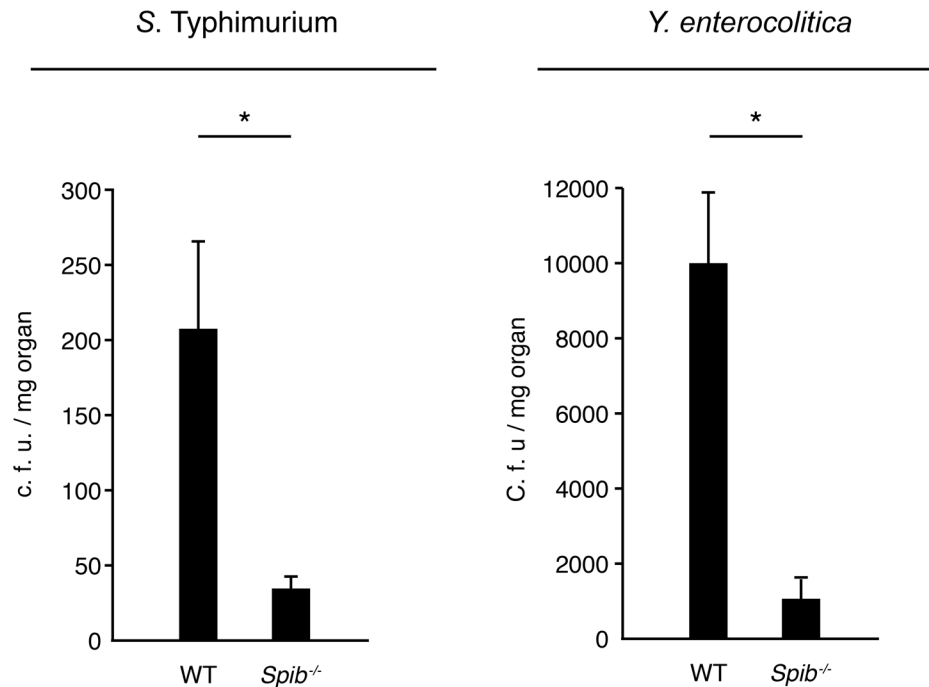 S. Typhimurium
*
300
250
200
150
100
50
0
c. f. u. / mg organ
WT
Spib-/-
Y. enterocolitica
*
12000
10000
8000
6000
4000
2000
0
C. f. u / mg organ
WT
Spib-/-